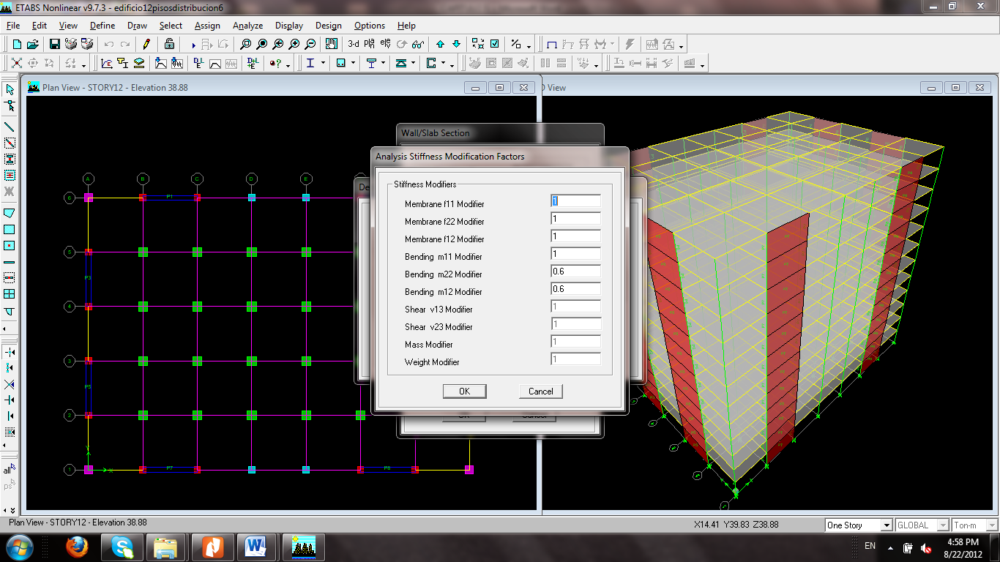 ETABS Nonlinear v9.7.3 - edificio12pisosdistribucion6
File Edit View Define Draw Select Assign Analyze Display Design Options Help
3-d
Plan View - STORY12 - Elevation 38.88
View
Wall/Slab Section
Analysis Stiffness Modification Factors
De
Stiffness Modifiers
Membrane f11 Modifier 1
Membrane f22 Modifier 1
Membrane f12 Modifier 1
Bending m11 Modifier 1
Bending m22 Modifier 0.6
Bending m12 Modifier 0.6
Shear v13 Modifier 1
Shear v23 Modifier 1
Mass Modifier 1
Weight Modifier 1
OK Cancel
A B C D E
6 P1
5
P3
4
3
P5
2
1 P7 P8
X
all
ps
Plan View - STORY12 - Elevation 38.88
X14.41 Y39.83 Z38.88
One Story
GLOBAL
Ton-m
EN
4:58 PM
8/22/2012